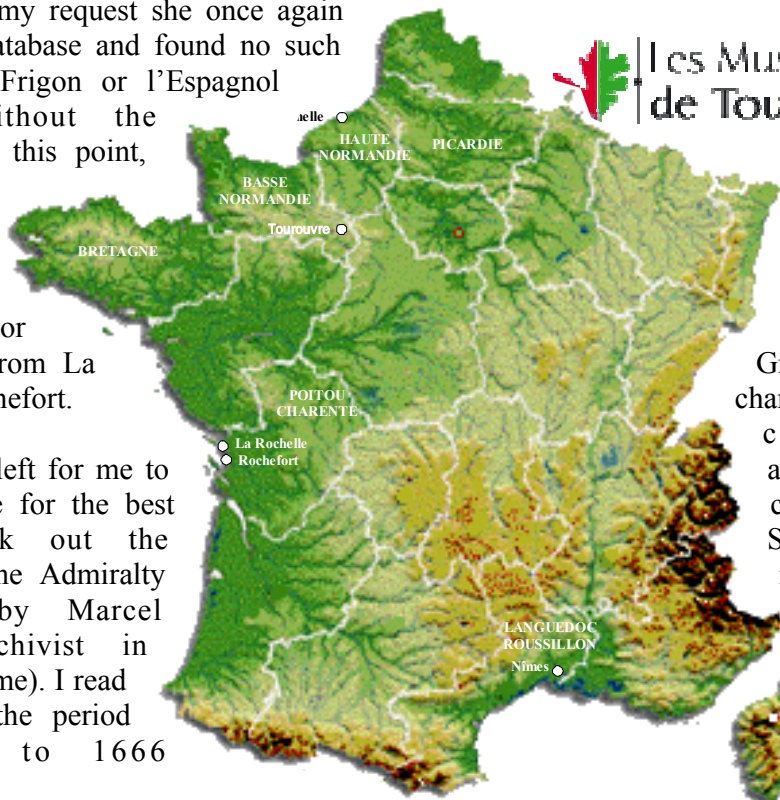 my request she once again
atabase and found no such
Frigon or l’Espagnol
ithout the
this point,
Les Mus
de Tou
HAUTE
NORMANDIE
PICARDIE
BASSE
NORMANDIE
Tourouvre
BRETAGNE
or
rom La
hefort.
POITOU
CHARENTE
La Rochelle
Rochefort
left for me to
e for the best
k out the
ne Admiralty
by Marcel
chivist in
me). I read
the period
to 1666
LANGUEDOC
ROUSSILLON
Nîmes
G
char
c
a
c
S